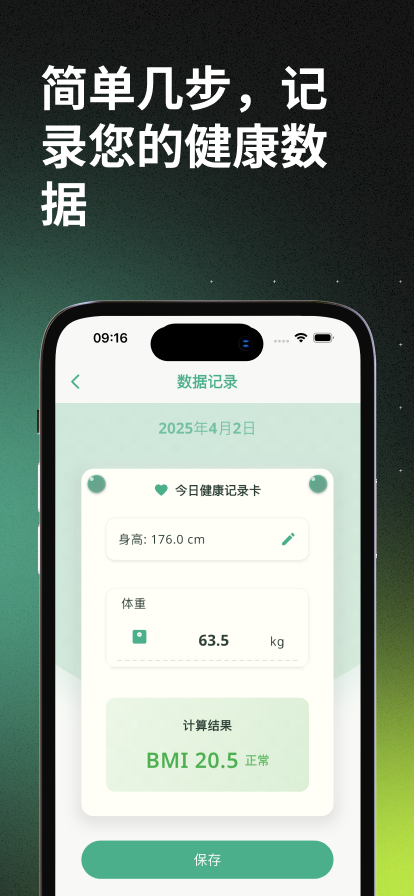 简单几步，记
录您的健康数
据
09:16
数据记录
2025年4月2日
今日健康记录卡
身高: 176.0 cm
体重
63.5 kg
计算结果
BMI 20.5 正常
保存